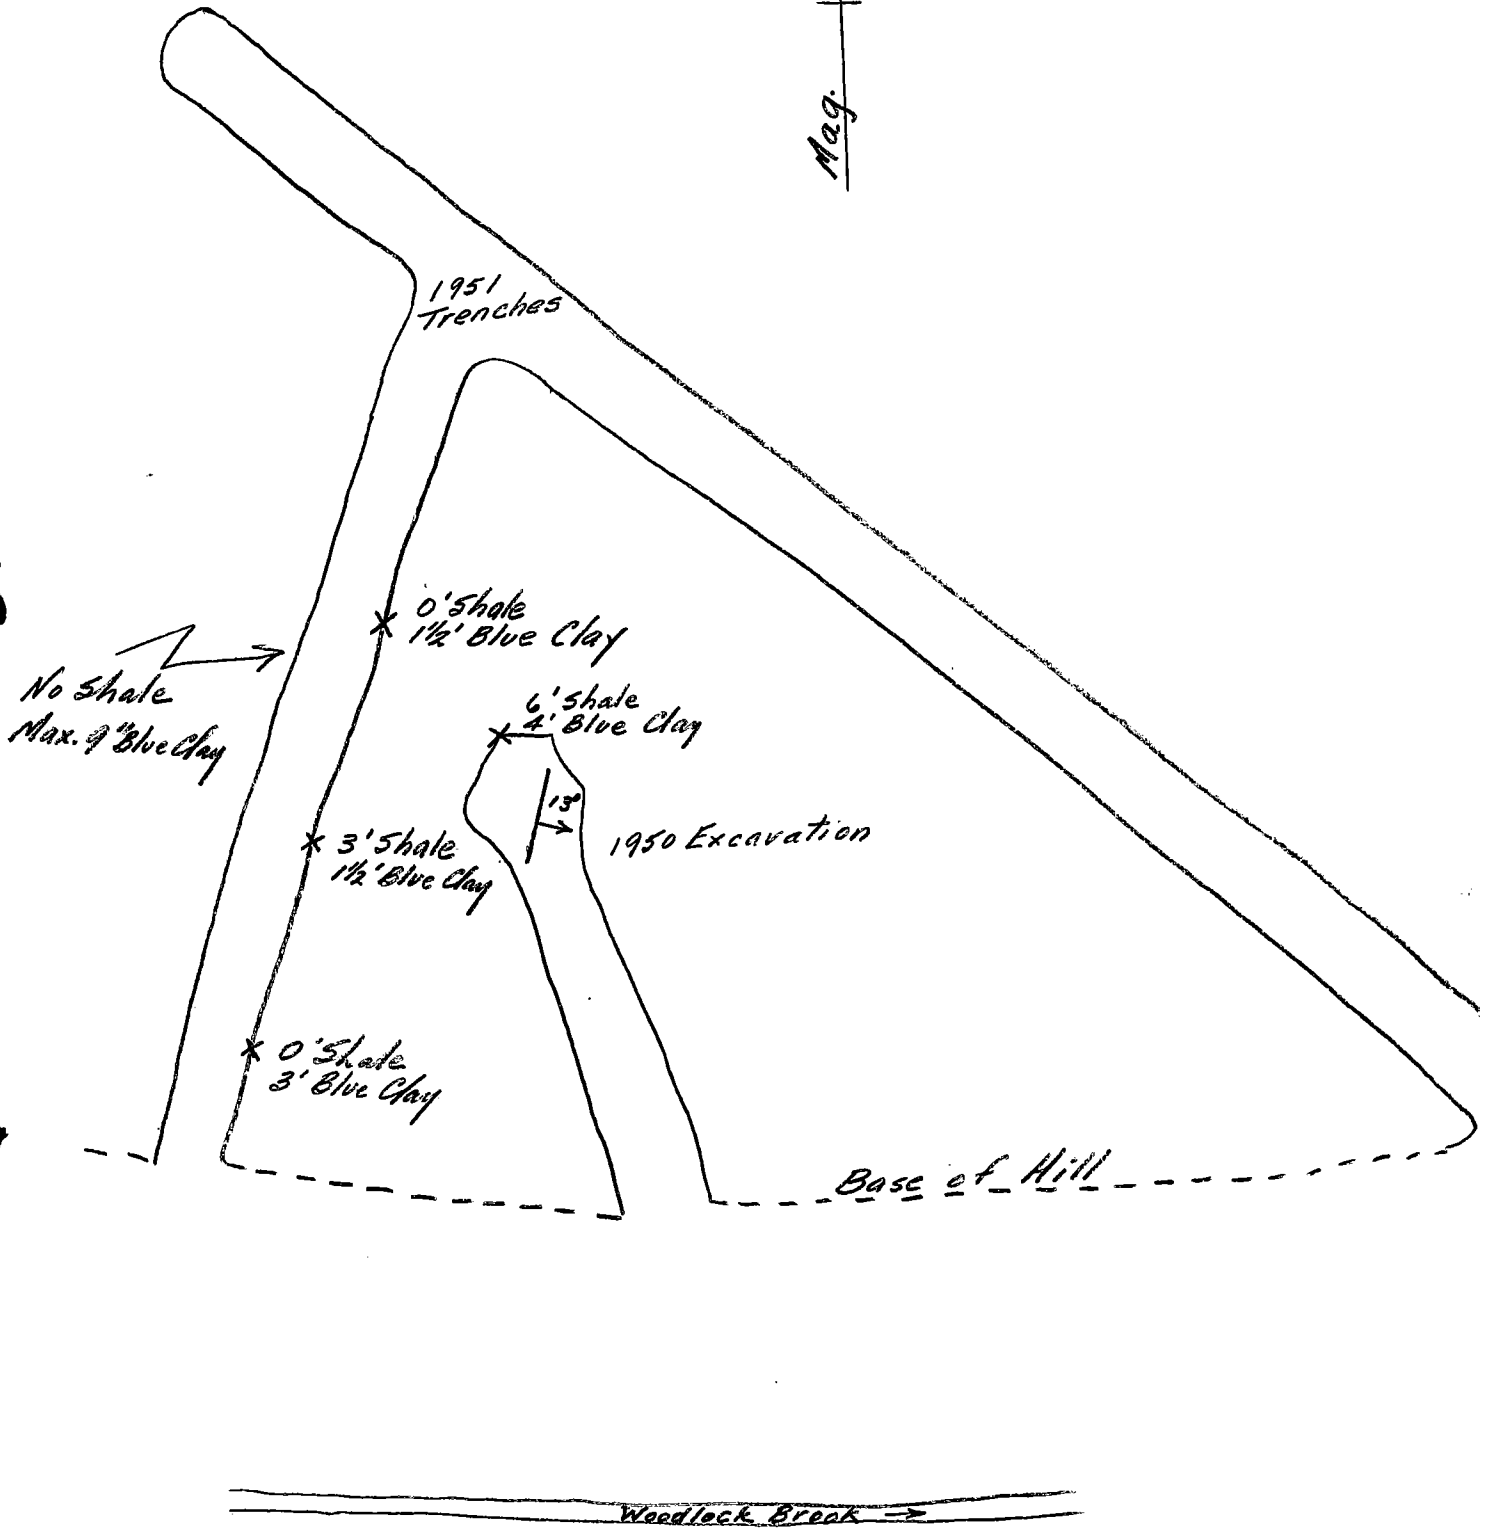 Mag.
1951
Trenches
0' Shale
1½' Blue Clay
No Shale
Max. 9" Blue Clay
6' Shale
4' Blue Clay
13°
1950 Excavation
3' Shale
1½' Blue Clay
0' Shale
3' Blue Clay
Base of Hill
Woodlock Brook →